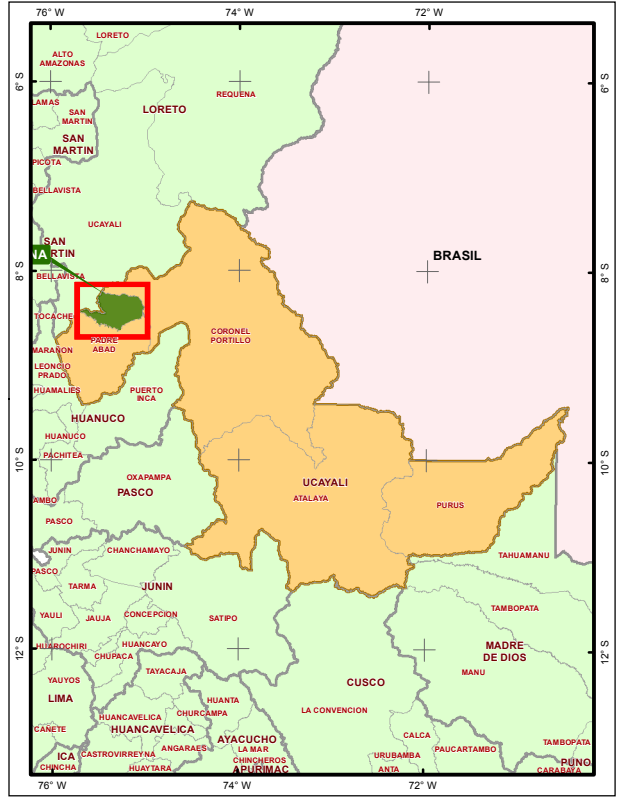 76° W
74° W
72° W
LORETO
ALTO
AMAZONAS
6° S
6° S
REQUENA
LAMAS
SAN
MARTIN
LORETO
SAN
MARTIN
PICOTA
BELLAVISTA
UCAYALI
SAN
RTIN
NA
BRASIL
8° S
8° S
BELLAVISTA
TOCACHE
CORONEL
PORTILLO
PADRE
ABAD
MARAÑON
LEONCIO
PRADO
HUAMALIES
PUERTO
INCA
HUANUCO
HUANUCO
PACHITEA
10° S
10° S
OXAPAMPA
UCAYALI
PASCO
ATALAYA
PURUS
AMBO
PASCO
JUNIN
CHANCHAMAYO
TAHUAMANU
PASCO
TARMA
JUNIN
TAMBOPATA
YAULI
JAUJA
CONCEPCION
SATIPO
HUAROCHIRI
HUANCAYO
CHUPACA
12° S
12° S
MADRE
DE DIOS
TAYACAJA
MANU
YAUYOS
CUSCO
LIMA
HUANTA
CHURCAMPA
LA CONVENCION
HUANCAVELICA
CAÑETE
HUANCAVELICA
AYACUCHO
CALCA
TAMBOPATA
ANGARAES
LA MAR
PAUCARTAMBO
ICA
CASTROVIRREYNA
URUBAMBA
CHINCHEROS
PUNO
CHINCHA
HUAYTARA
APURIMAC
ANTA
CARABAYA
76° W
74° W
72° W